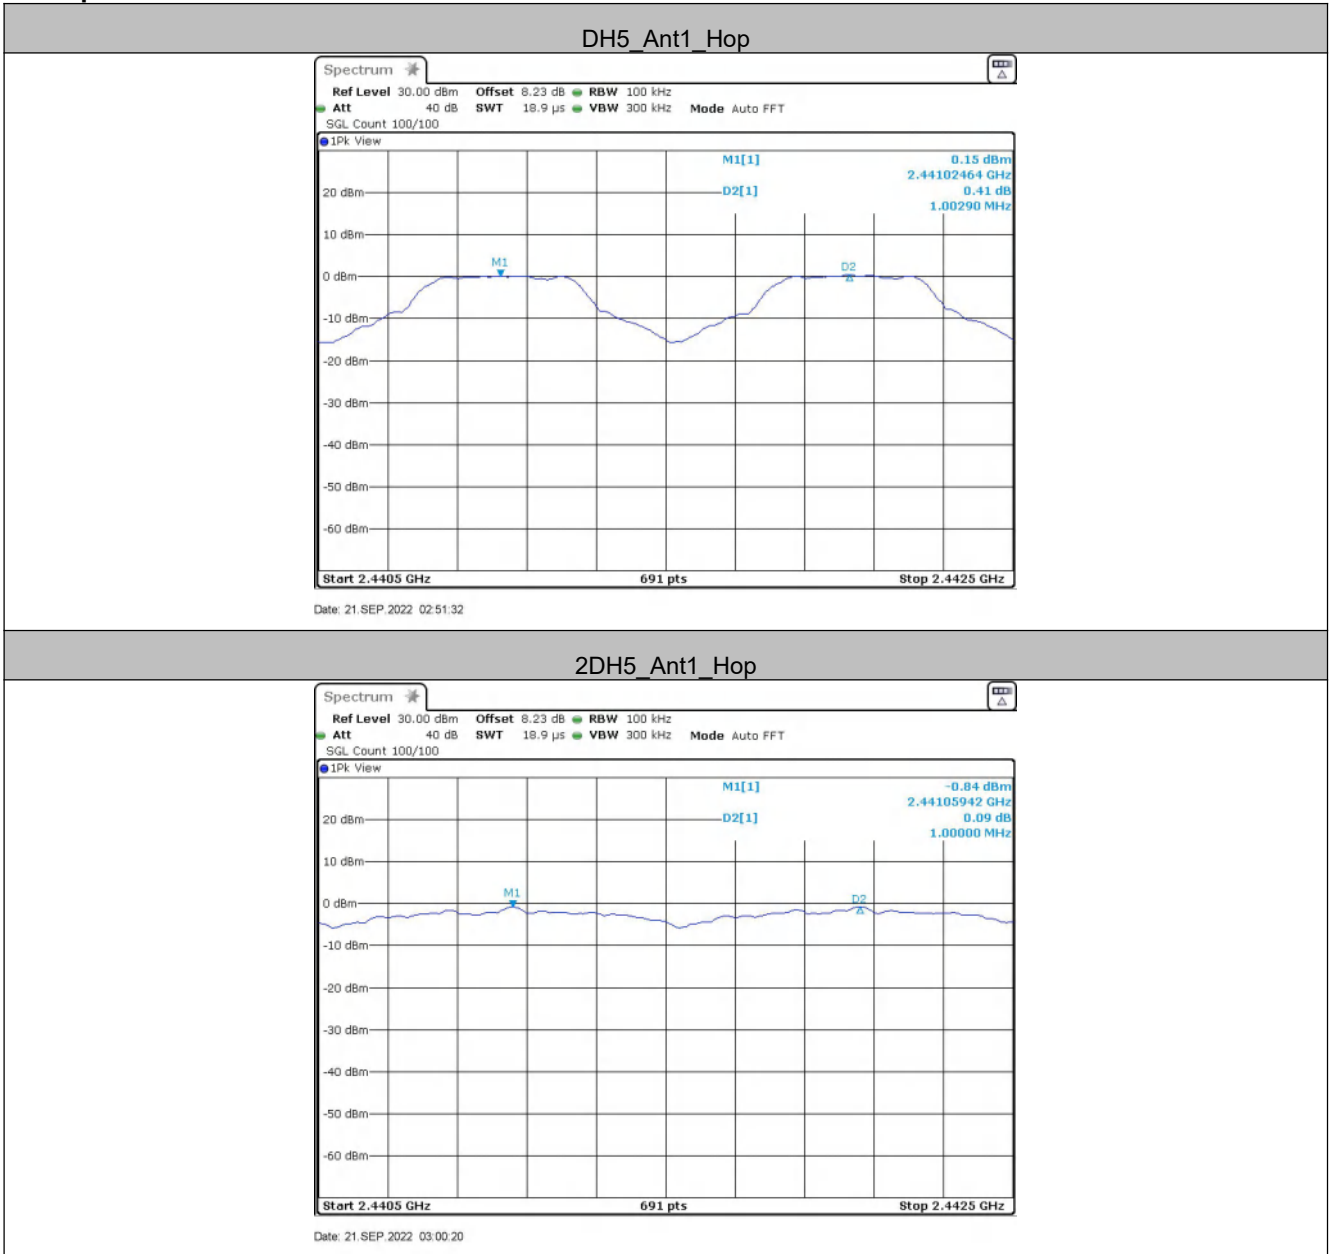 DH5_Ant1_Hop
Spectrum
Ref Level 30.00 dBm Offset 8.23 dB RBW 100 kHz
Att 40 dB SWT 18.9 µs VBW 300 kHz Mode Auto FFT
SGL Count 100/100
1Pk View
M1[1] 0.15 dBm
2.44102464 GHz
20 dBm D2[1] 0.41 dB
1.00290 MHz
10 dBm
M1 D2
0 dBm
-10 dBm
-20 dBm
-30 dBm
-40 dBm
-50 dBm
-60 dBm
Start 2.4405 GHz 691 pts Stop 2.4425 GHz
Date: 21.SEP.2022 02:51:32
2DH5_Ant1_Hop
Spectrum
Ref Level 30.00 dBm Offset 8.23 dB RBW 100 kHz
Att 40 dB SWT 18.9 µs VBW 300 kHz Mode Auto FFT
SGL Count 100/100
1Pk View
M1[1] -0.84 dBm
2.44105942 GHz
20 dBm D2[1] 0.09 dB
1.00000 MHz
10 dBm
M1 D2
0 dBm
-10 dBm
-20 dBm
-30 dBm
-40 dBm
-50 dBm
-60 dBm
Start 2.4405 GHz 691 pts Stop 2.4425 GHz
Date: 21.SEP.2022 03:00:20